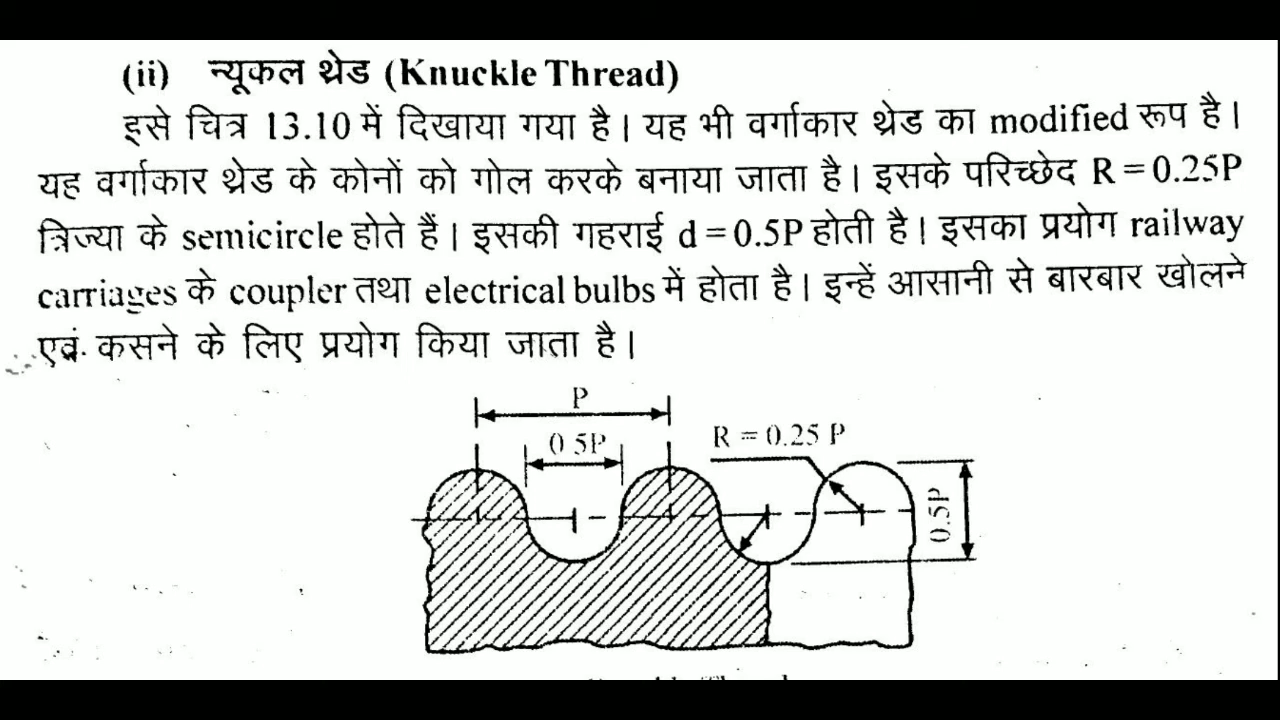 (ii) न्यूकल थ्रेड (Knuckle Thread)
इसे चित्र 13.10 में दिखाया गया है। यह भी वर्गाकार थ्रेड का modified रूप है।
यह वर्गाकार थ्रेड के कोनों को गोल करके बनाया जाता है। इसके परिच्छेद R = 0.25P
त्रिज्या के semicircle होते हैं। इसकी गहराई d = 0.5P होती है। इसका प्रयोग railway
carriages के coupler तथा electrical bulbs में होता है। इन्हें आसानी से बारबार खोलने
एवं कसने के लिए प्रयोग किया जाता है।
P
0.5P
R = 0.25 P
0.5P